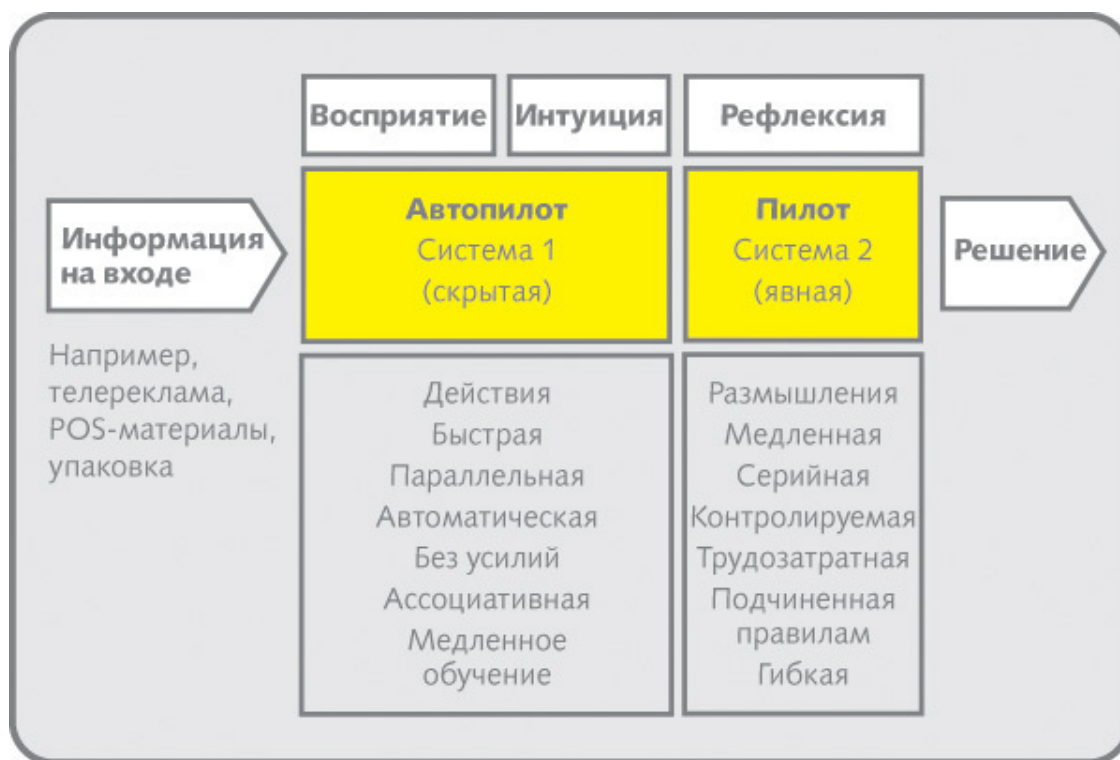 Восприятие
Интуиция
Рефлексия
Информация
на входе
Автопилот
Система 1
(скрытая)
Пилот
Система 2
(явная)
Решение
Например,
телереклама,
POS-материалы,
упаковка
Действия
Быстрая
Параллельная
Автоматическая
Без усилий
Ассоциативная
Медленное
обучение
Размышления
Медленная
Серийная
Контролируемая
Трудозатратная
Подчиненная
правилам
Гибкая